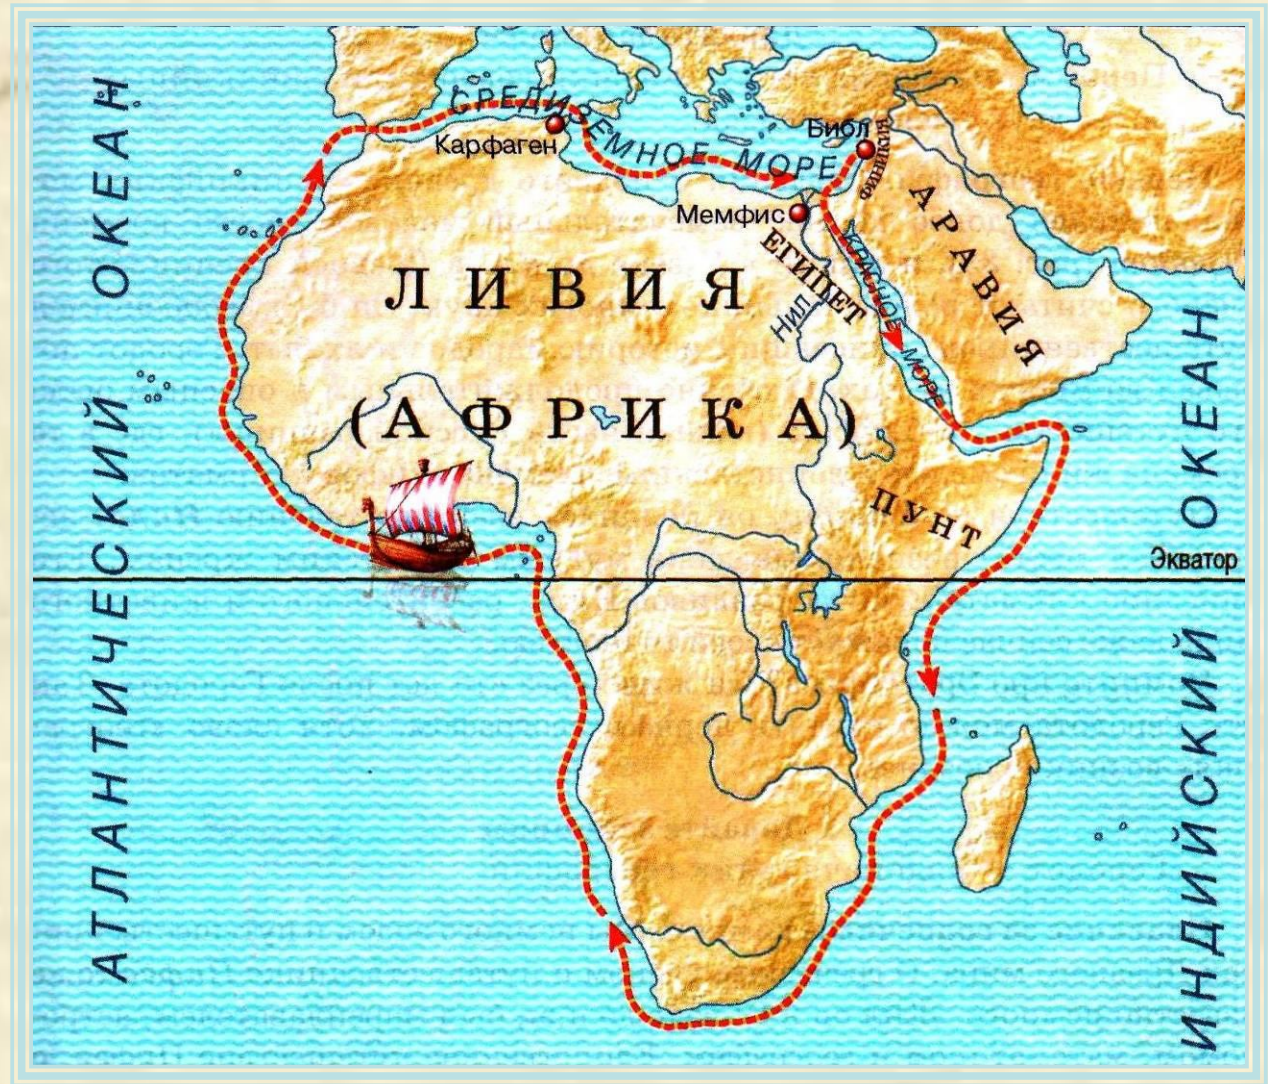 АТЛАНТИЧЕСКИЙ ОКЕАН
СРЕДИЗЕМНОЕ МОРЕ
Карфаген
Библ
ФИНИКИЯ
Мемфис
ЕГИПЕТ
Нил
КРАСНОЕ МОРЕ
АРАВИЯ
ЛИВИЯ
(АФРИКА)
ПУНТ
Экватор
ИНДИЙСКИЙ ОКЕАН